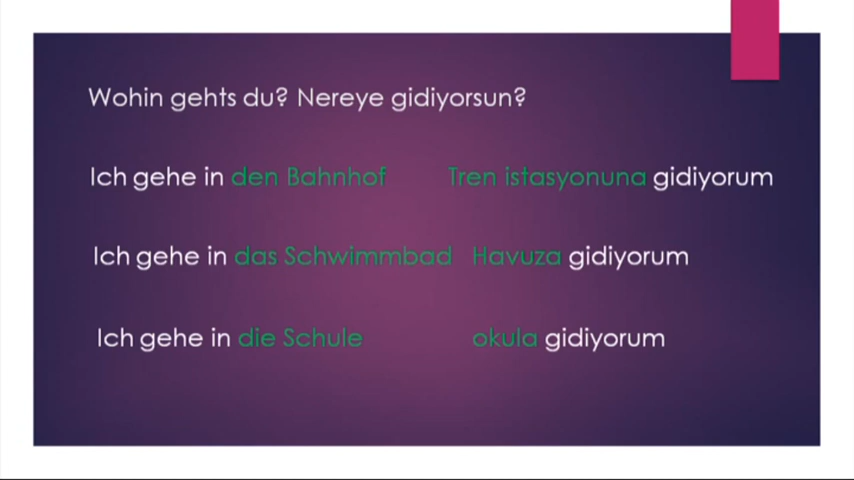 Wohin gehts du? Nereye gidiyorsun?
Ich gehe in den Bahnhof Tren istasyonuna gidiyorum
Ich gehe in das Schwimmbad Havuza gidiyorum
Ich gehe in die Schule okula gidiyorum